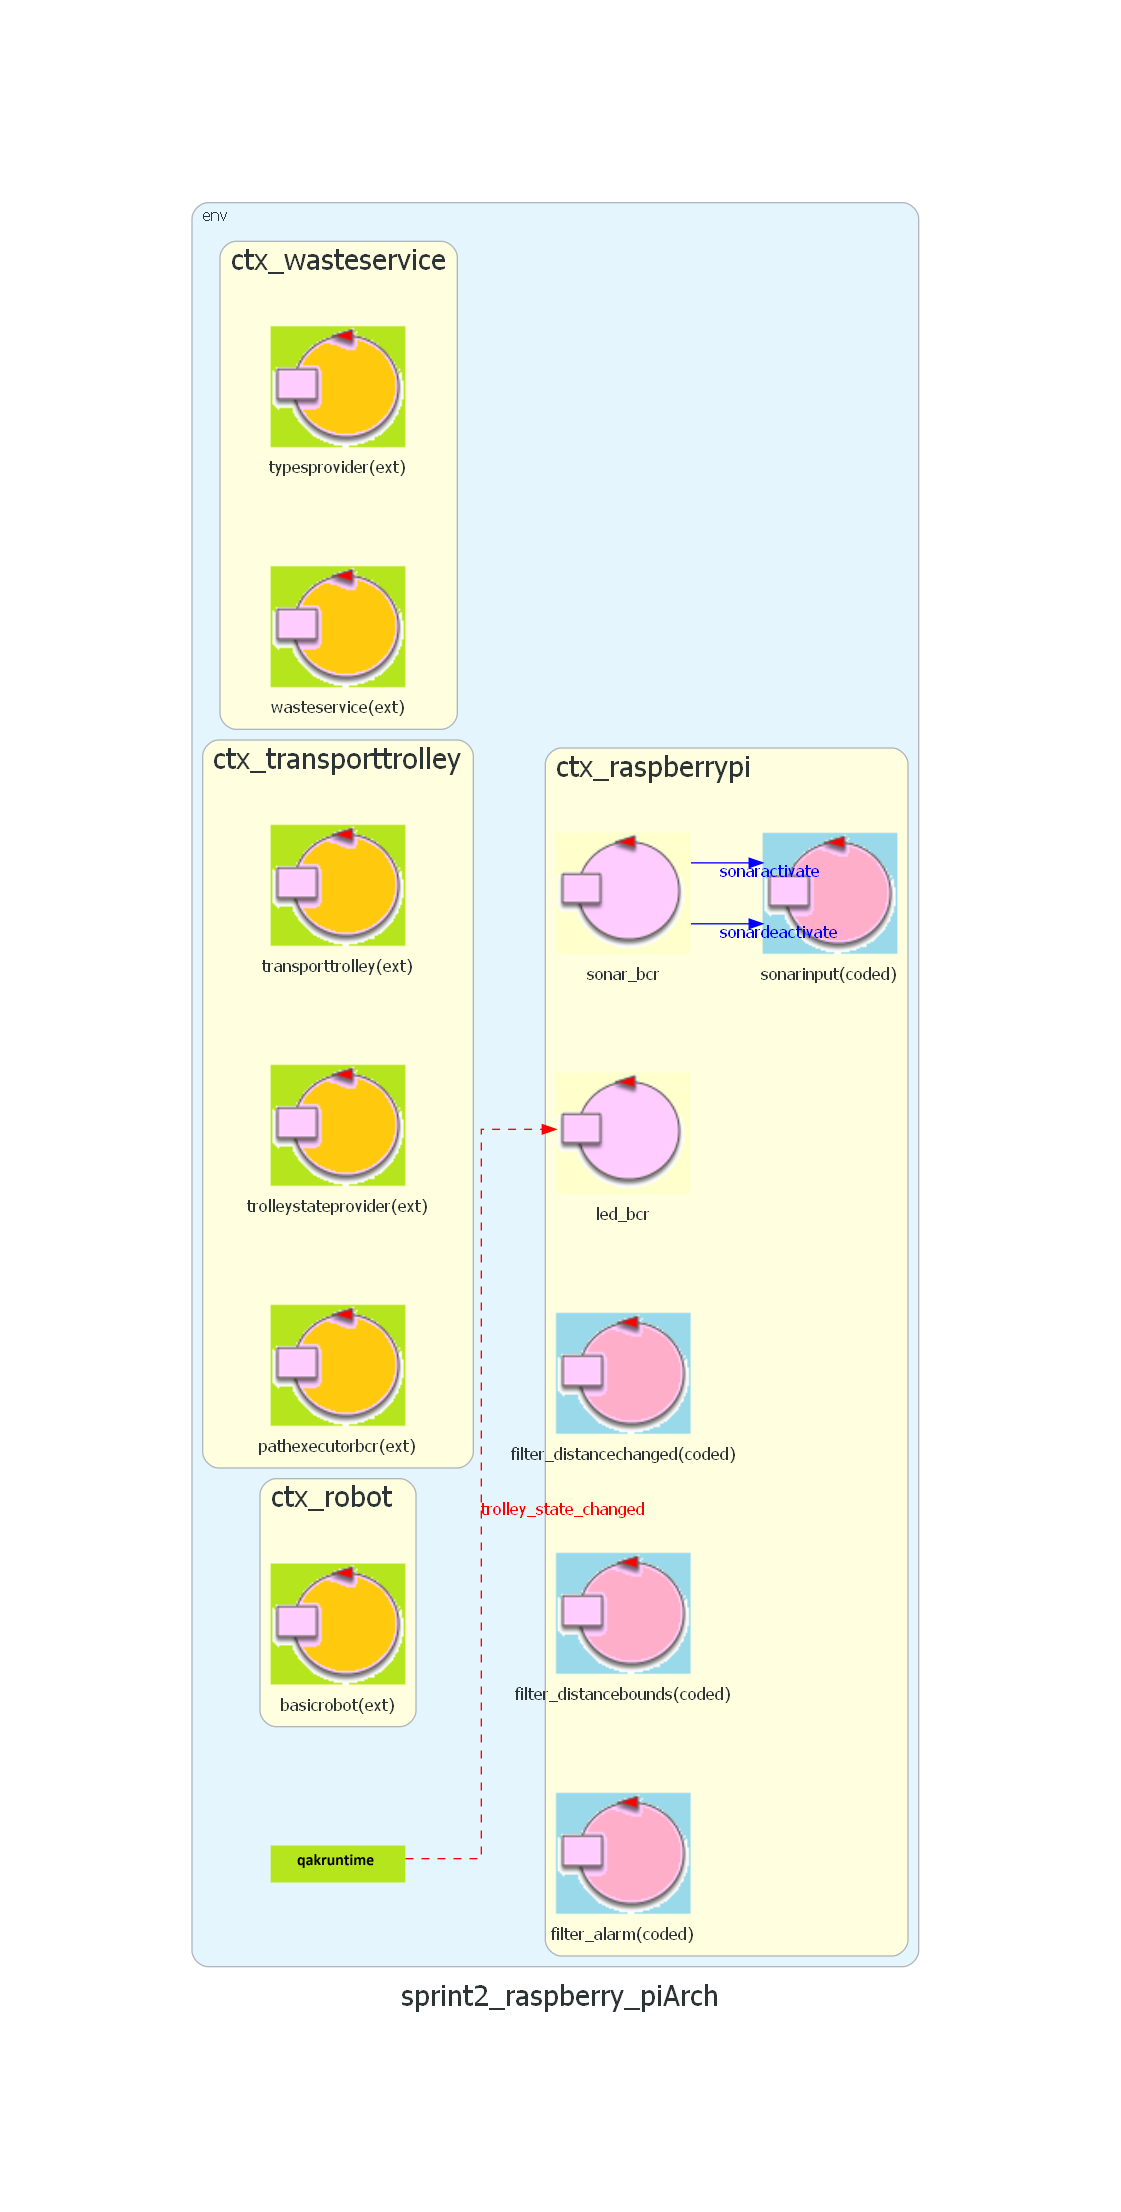 env
ctx_wasteservice
typesprovider(ext)
wasteservice(ext)
ctx_transporttrolley
transporttrolley(ext)
trolleystateprovider(ext)
pathexecutorbcr(ext)
ctx_robot
basicrobot(ext)
qakruntime
trolley_state_changed
ctx_raspberrypi
sonaractivate
sonardeactivate
sonar_bcr
sonarinput(coded)
led_bcr
filter_distancechanged(coded)
filter_distancebounds(coded)
filter_alarm(coded)
sprint2_raspberry_piArch